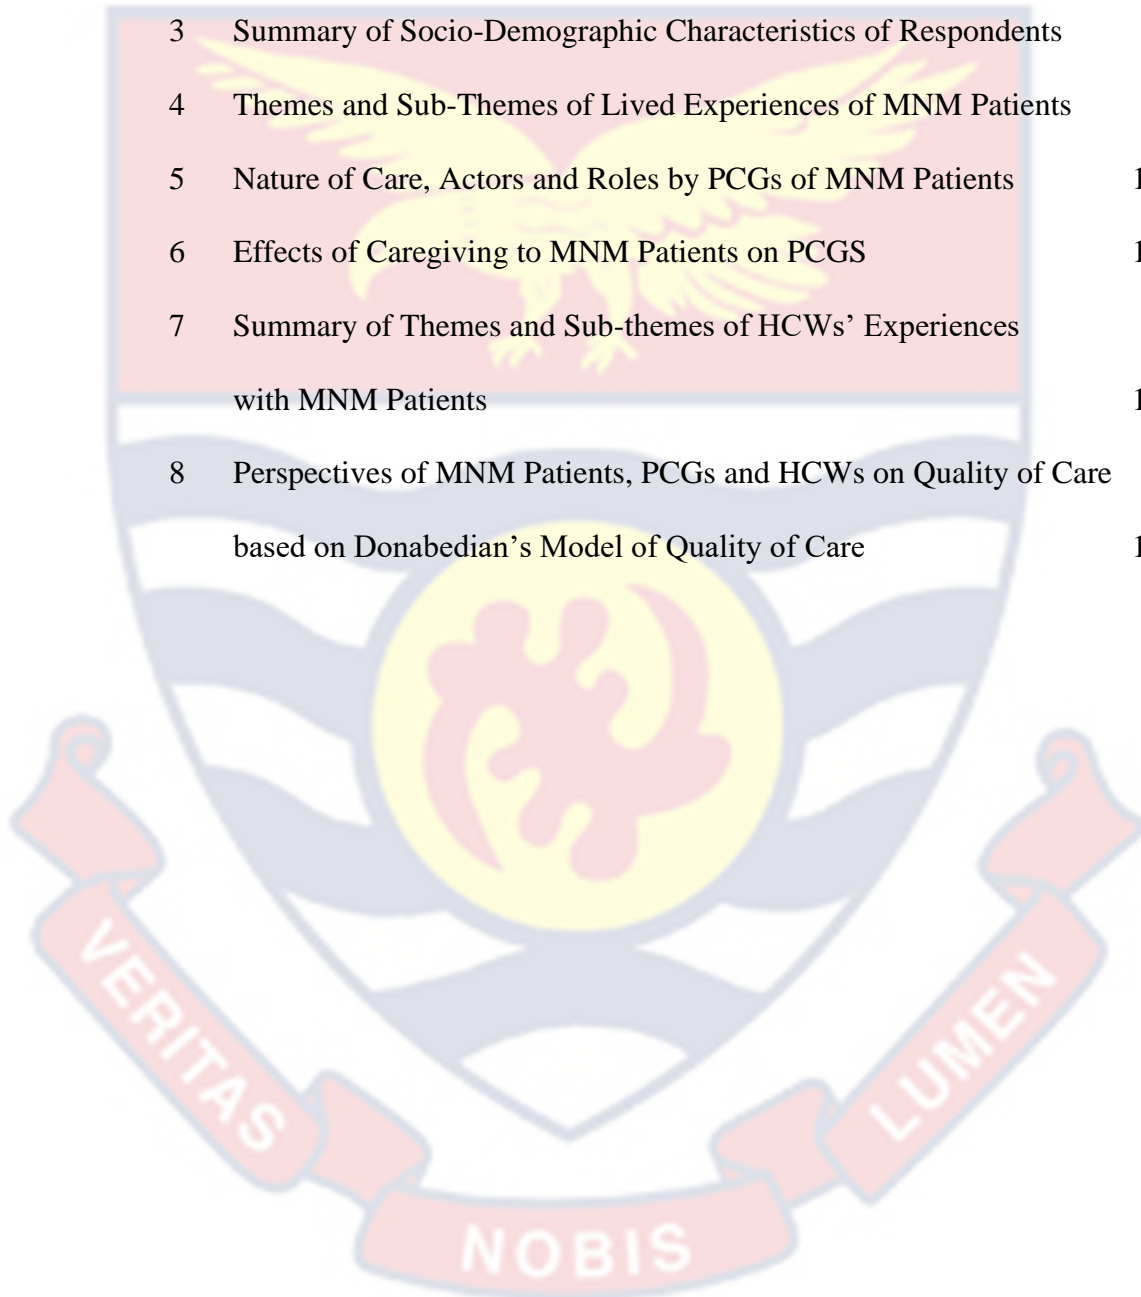 3 Summary of Socio-Demographic Characteristics of Respondents
4 Themes and Sub-Themes of Lived Experiences of MNM Patients
5 Nature of Care, Actors and Roles by PCGs of MNM Patients 1
6 Effects of Caregiving to MNM Patients on PCGS 1
7 Summary of Themes and Sub-themes of HCWs’ Experiences
with MNM Patients 1
8 Perspectives of MNM Patients, PCGs and HCWs on Quality of Care
based on Donabedian’s Model of Quality of Care 1
VERITAS
NOBIS
LUMEN